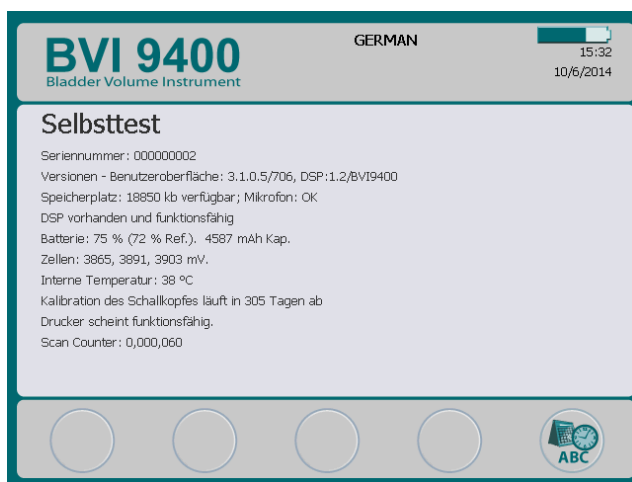 BVI 9400
Bladder Volume Instrument
GERMAN
15:32
10/6/2014
Selbsttest
Seriennummer: 000000002
Versionen - Benutzeroberfläche: 3.1.0.5/706, DSP:1.2/BVI9400
Speicherplatz: 18850 kb verfügbar; Mikrofon: OK
DSP vorhanden und funktionsfähig
Batterie: 75 % (72 % Ref.).  4587 mAh Kap.
Zellen: 3865, 3891, 3903 mV.
Interne Temperatur: 38 ºC
Kalibration des Schallkopfes läuft in 305 Tagen ab
Drucker scheint funktionsfähig.
Scan Counter: 0,000,060
ABC